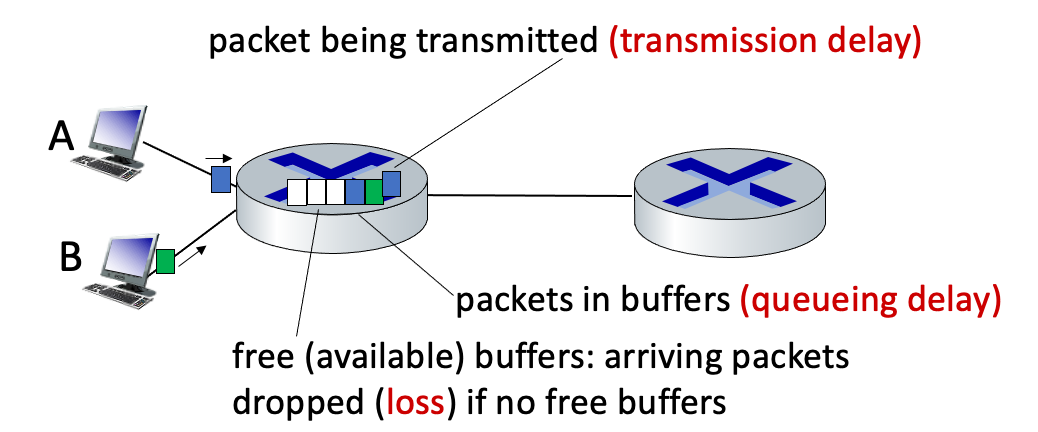 packet being transmitted (transmission delay)
A
B
packets in buffers (queueing delay)
free (available) buffers: arriving packets
dropped (loss) if no free buffers